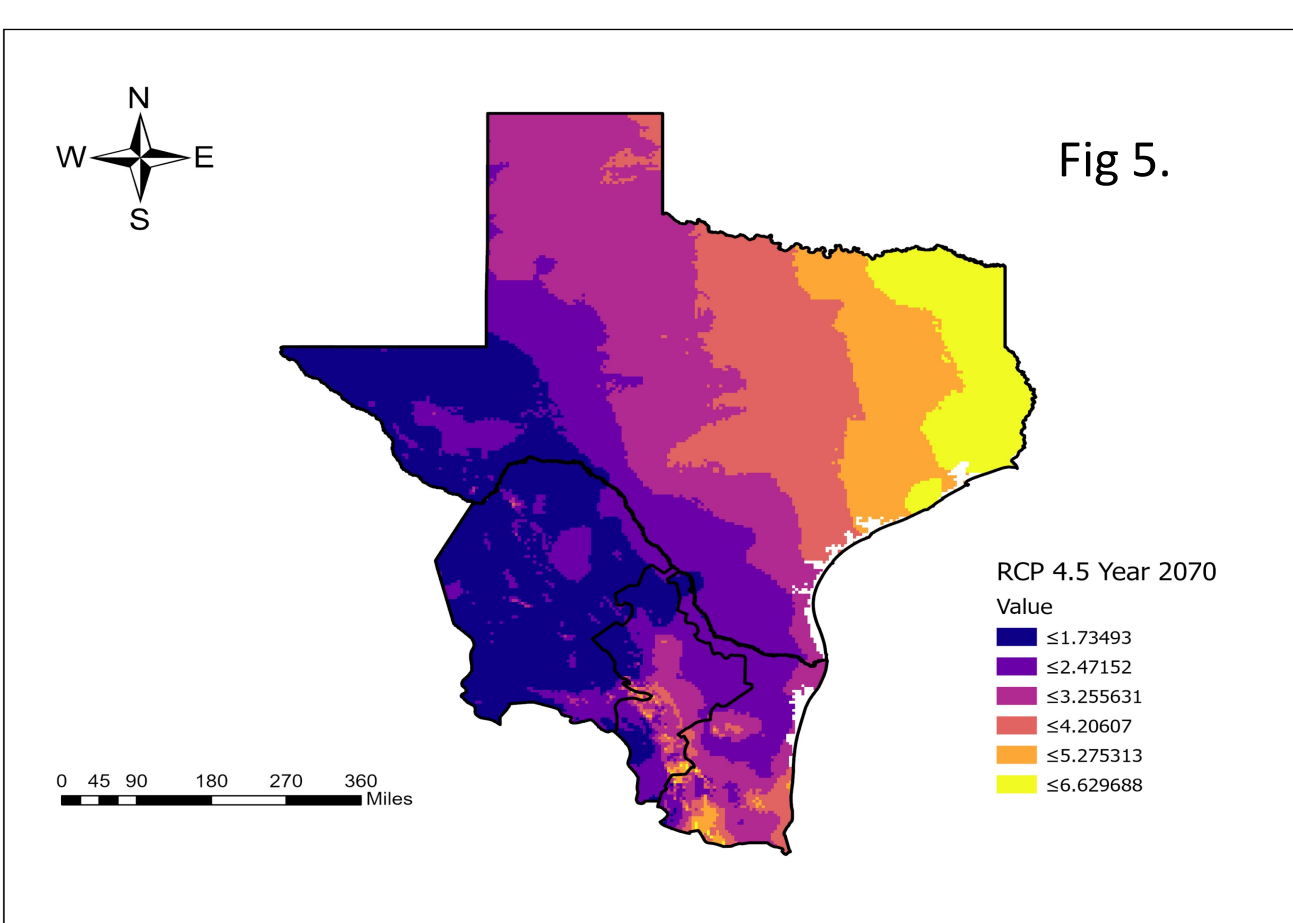 N
W E
S
Fig 5.
RCP 4.5 Year 2070
Value
≤1.73493
≤2.47152
≤3.255631
≤4.20607
≤5.275313
≤6.629688
0 45 90 180 270 360
Miles